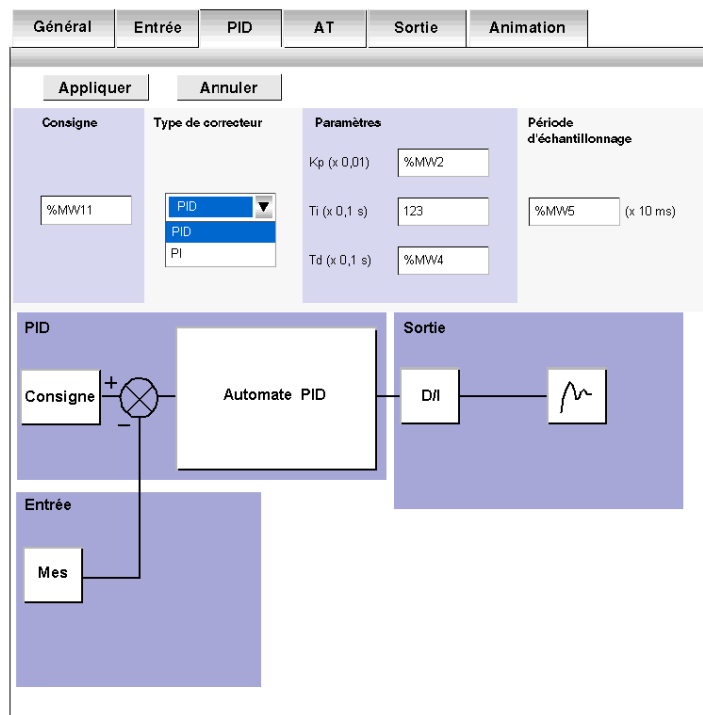 Général Entrée PID AT Sortie Animation
Appliquer Annuler
Consigne Type de correcteur Paramètres Période
d'échantillonnage
Kp (x 0,01) %MW2
%MW11 PID Ti (x 0,1 s) 123 %MW5 (x 10 ms)
PID
PI Td (x 0,1 s) %MW4
PID Sortie
Consigne + − Automate PID D/I
Entrée
Mes